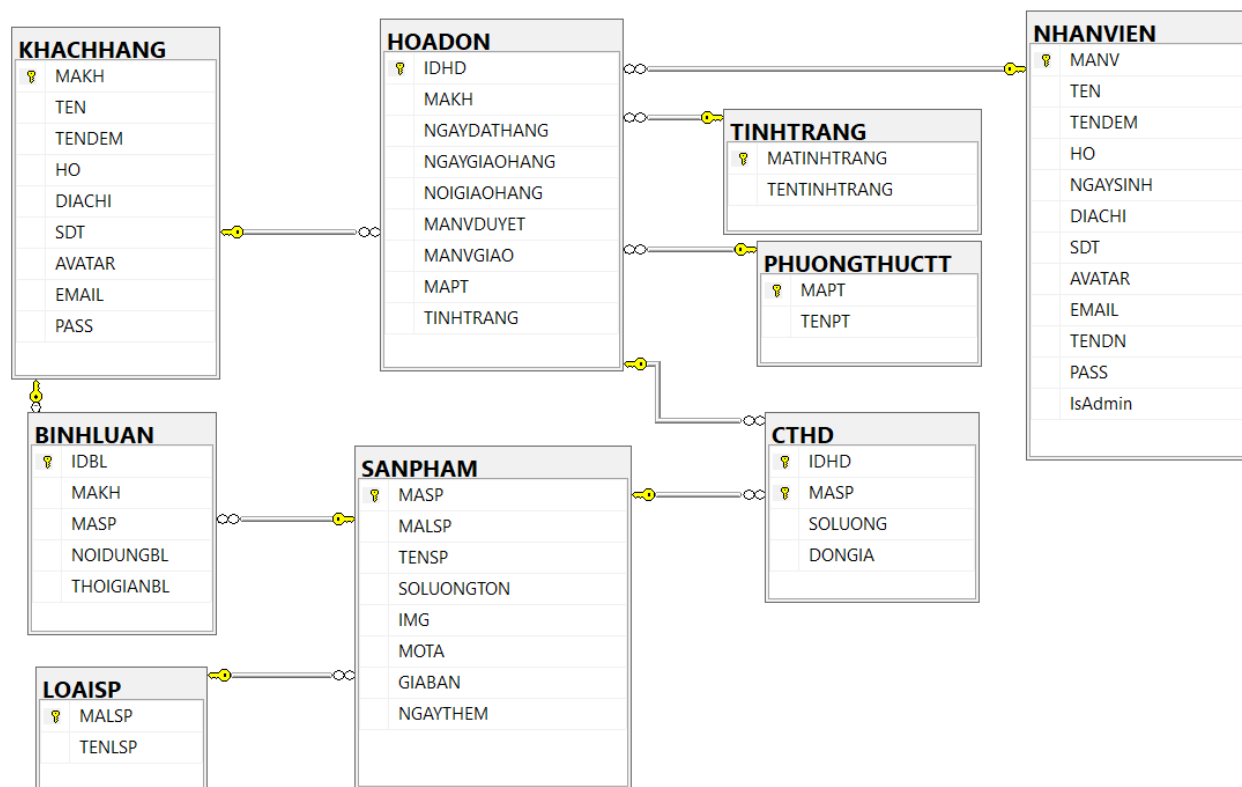 KHACHHANG
MAKH
TEN
TENDEM
HO
DIACHI
SDT
AVATAR
EMAIL
PASS
HOADON
IDHD
MAKH
NGAYDATHANG
NGAYGIAOHANG
NOIGIAOHANG
MANVDUYET
MANVGIAO
MAPT
TINHTRANG
NHANVIEN
MANV
TEN
TENDEM
HO
NGAYSINH
DIACHI
SDT
AVATAR
EMAIL
TENDN
PASS
IsAdmin
TINHTRANG
MATINHTRANG
TENTINHTRANG
PHUONGTHUCTT
MAPT
TENPT
BINHLUAN
IDBL
MAKH
MASP
NOIDUNGBL
THOIGIANBL
SANPHAM
MASP
MALSP
TENSP
SOLUONGTON
IMG
MOTA
GIABAN
NGAYTHEM
CTHD
IDHD
MASP
SOLUONG
DONGIA
LOAISP
MALSP
TENLSP